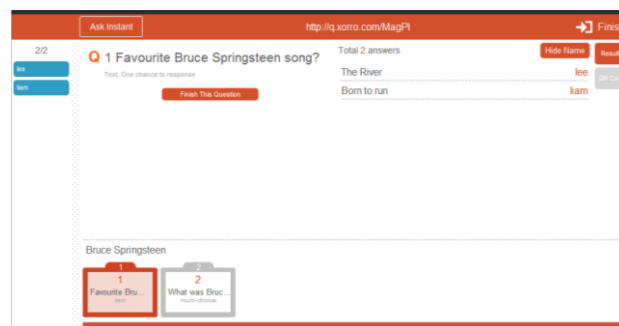 Ask Instant
http://q.xorro.com/MagPI
Finis
2/2
lee
liam
Q 1 Favourite Bruce Springsteen song?
Text, One chance to response
Finish This Question
Total 2 answers
Hide Name
Result
The River lee
Born to run liam
Bruce Springsteen
1
1
Favourite Bru...
text
2
2
What was Bruc...
multi-choice